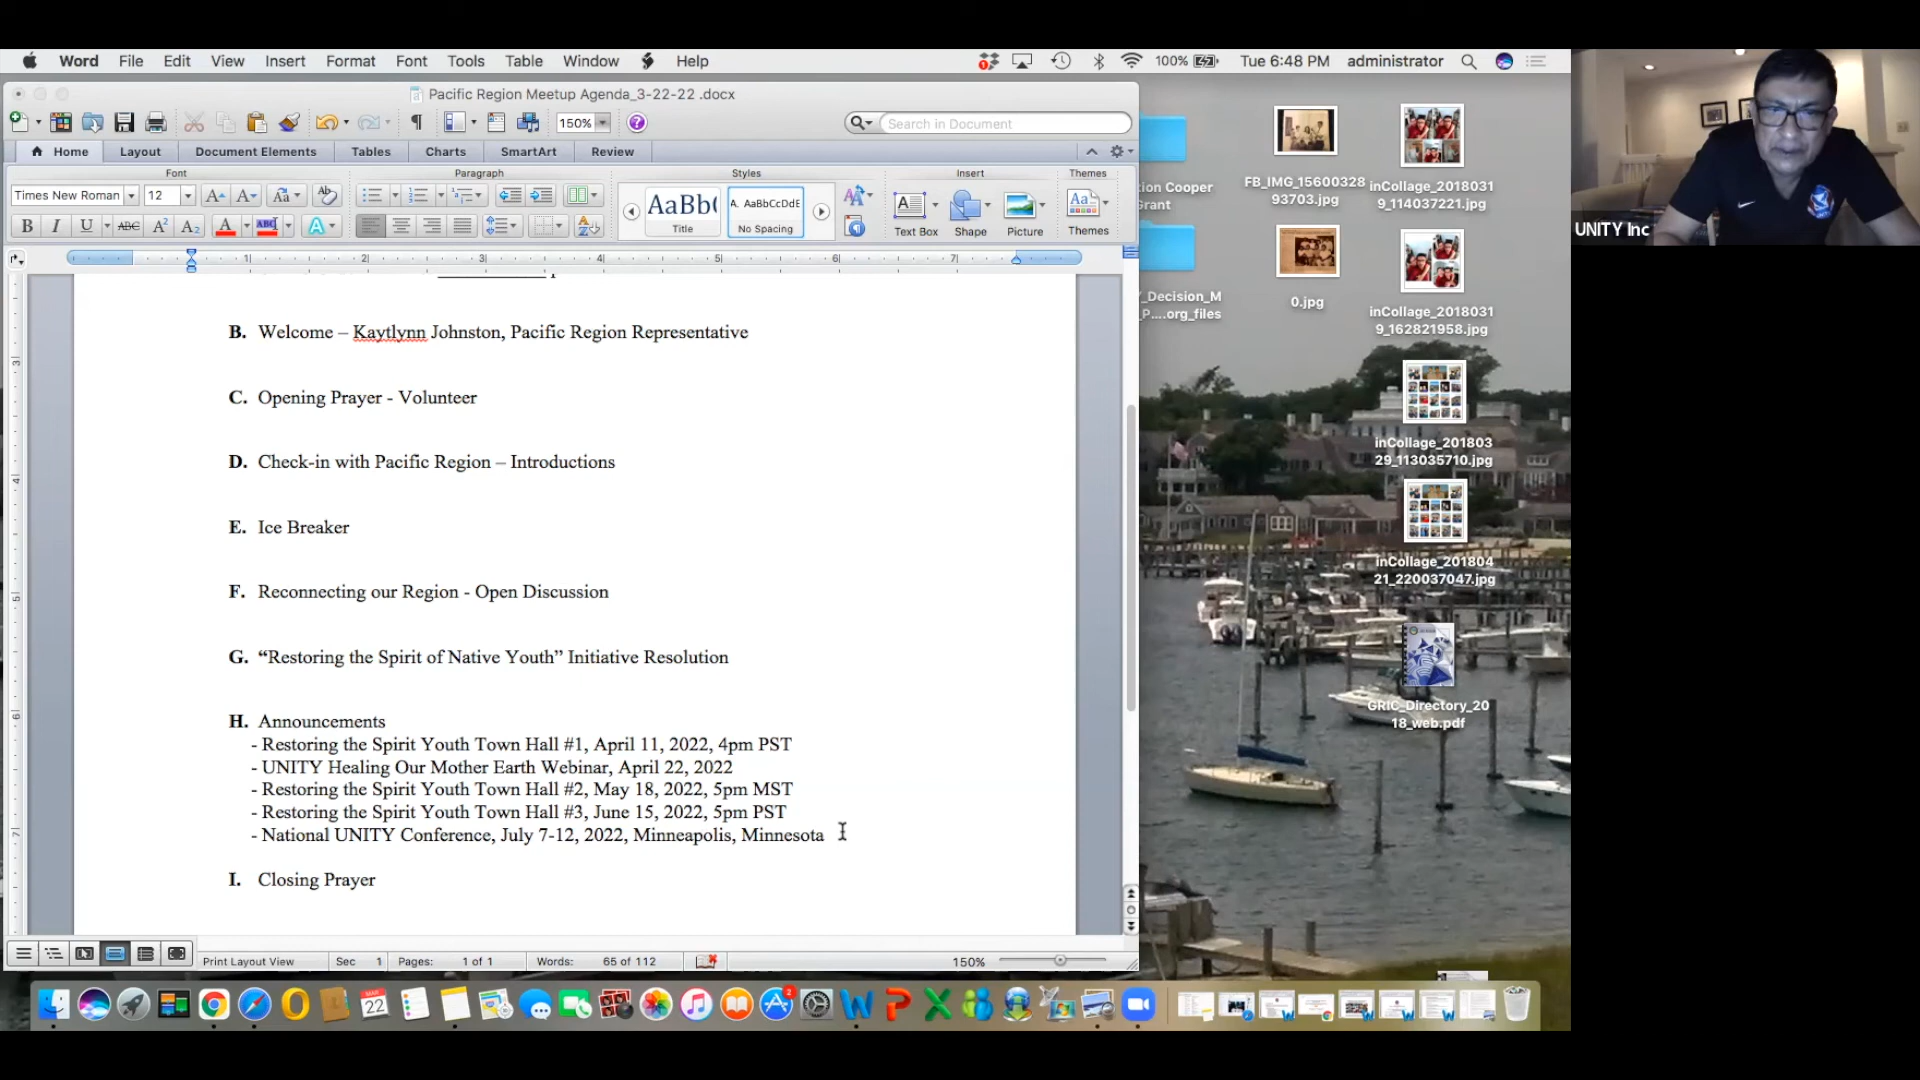 Word File Edit View Insert Format Font Tools Table Window Help
100% Tue 6:48 PM administrator
Pacific Region Meetup Agenda_3-22-22 .docx
150%
Search in Document
Home Layout Document Elements Tables Charts SmartArt Review
Font Paragraph Styles Insert Themes
Times New Roman 12
AaBb( A. AaBbCcDdE
Title No Spacing Text Box Shape Picture Themes
B. Welcome – Kaytlynn Johnston, Pacific Region Representative
C. Opening Prayer - Volunteer
D. Check-in with Pacific Region – Introductions
E. Ice Breaker
F. Reconnecting our Region - Open Discussion
G. “Restoring the Spirit of Native Youth” Initiative Resolution
H. Announcements
- Restoring the Spirit Youth Town Hall #1, April 11, 2022, 4pm PST
- UNITY Healing Our Mother Earth Webinar, April 22, 2022
- Restoring the Spirit Youth Town Hall #2, May 18, 2022, 5pm MST
- Restoring the Spirit Youth Town Hall #3, June 15, 2022, 5pm PST
- National UNITY Conference, July 7-12, 2022, Minneapolis, Minnesota
I. Closing Prayer
Print Layout View Sec 1 Pages: 1 of 1 Words: 65 of 112 150%
tion Cooper
Grant
_Decision_M
_P.....org_files
FB_IMG_15600328
93703.jpg
0.jpg
inCollage_2018031
9_114037221.jpg
inCollage_2018031
9_162821958.jpg
inCollage_201803
29_113035710.jpg
inCollage_201804
21_220037047.jpg
GRIC_Directory_20
18_web.pdf
UNITY Inc
MAR
22